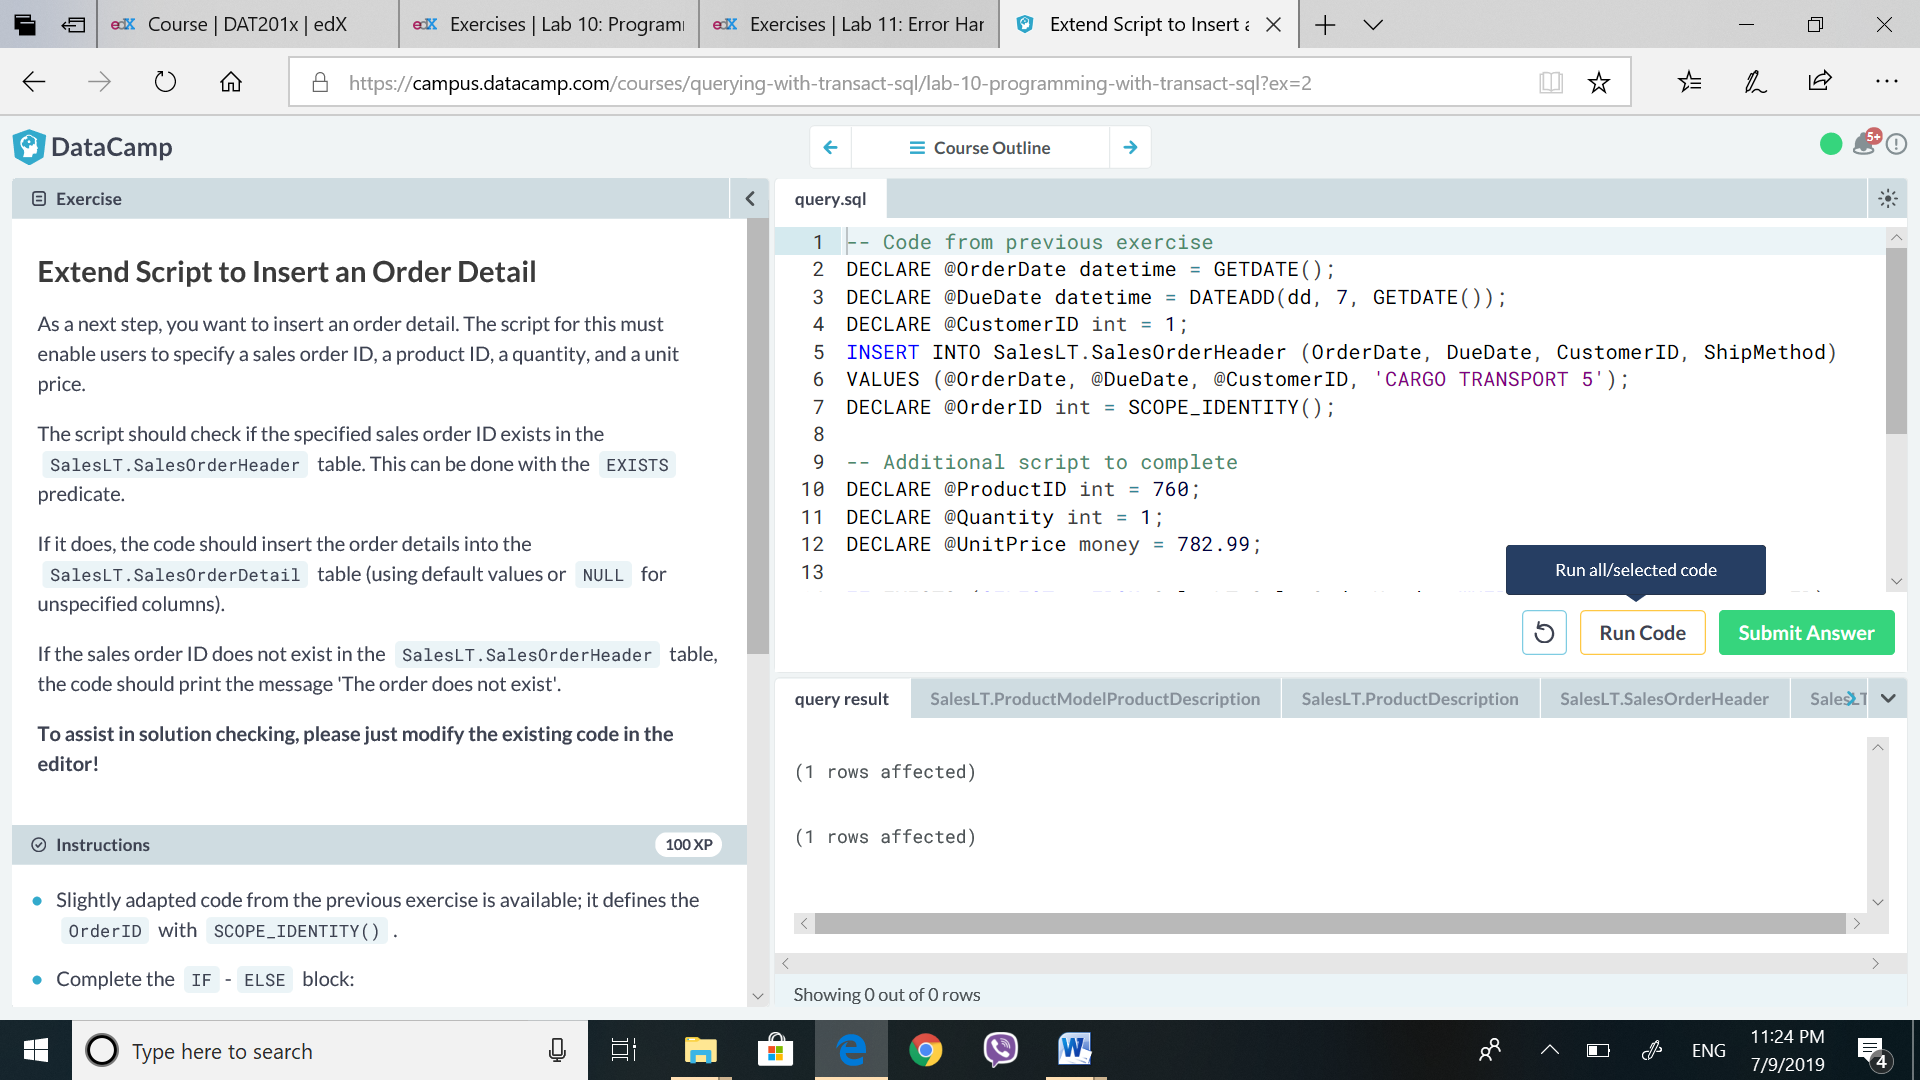 Course | DAT201x | edX
Exercises | Lab 10: Programm
Exercises | Lab 11: Error Har
Extend Script to Insert a
https://campus.datacamp.com/courses/querying-with-transact-sql/lab-10-programming-with-transact-sql?ex=2
DataCamp
Course Outline
5+
Exercise
Extend Script to Insert an Order Detail
As a next step, you want to insert an order detail. The script for this must
enable users to specify a sales order ID, a product ID, a quantity, and a unit
price.
The script should check if the specified sales order ID exists in the
SalesLT.SalesOrderHeader table. This can be done with the EXISTS
predicate.
If it does, the code should insert the order details into the
SalesLT.SalesOrderDetail table (using default values or NULL for
unspecified columns).
If the sales order ID does not exist in the SalesLT.SalesOrderHeader table,
the code should print the message 'The order does not exist'.
To assist in solution checking, please just modify the existing code in the
editor!
Instructions
100 XP
Slightly adapted code from the previous exercise is available; it defines the
OrderID with SCOPE_IDENTITY() .
Complete the IF - ELSE block:
query.sql
1 -- Code from previous exercise
2 DECLARE @OrderDate datetime = GETDATE();
3 DECLARE @DueDate datetime = DATEADD(dd, 7, GETDATE());
4 DECLARE @CustomerID int = 1;
5 INSERT INTO SalesLT.SalesOrderHeader (OrderDate, DueDate, CustomerID, ShipMethod)
6 VALUES (@OrderDate, @DueDate, @CustomerID, 'CARGO TRANSPORT 5');
7 DECLARE @OrderID int = SCOPE_IDENTITY();
8
9 -- Additional script to complete
10 DECLARE @ProductID int = 760;
11 DECLARE @Quantity int = 1;
12 DECLARE @UnitPrice money = 782.99;
13
Run all/selected code
Run Code
Submit Answer
query result
SalesLT.ProductModelProductDescription
SalesLT.ProductDescription
SalesLT.SalesOrderHeader
SalesLT
(1 rows affected)
(1 rows affected)
Showing 0 out of 0 rows
Type here to search
ENG
11:24 PM
7/9/2019
4